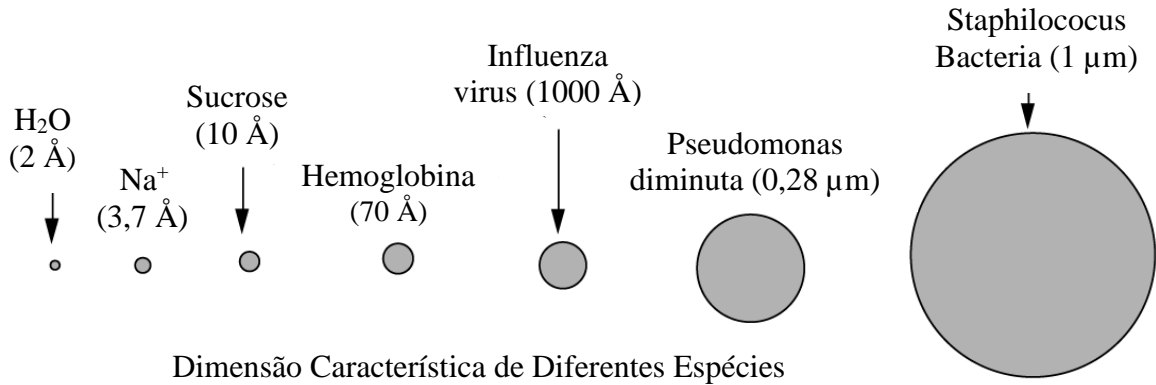 H₂O
(2 Å)
Na⁺
(3,7 Å)
Sucrose
(10 Å)
Hemoglobina
(70 Å)
Influenza
virus (1000 Å)
Pseudomonas
diminuta (0,28 µm)
Staphilococus
Bacteria (1 µm)
Dimensão Característica de Diferentes Espécies